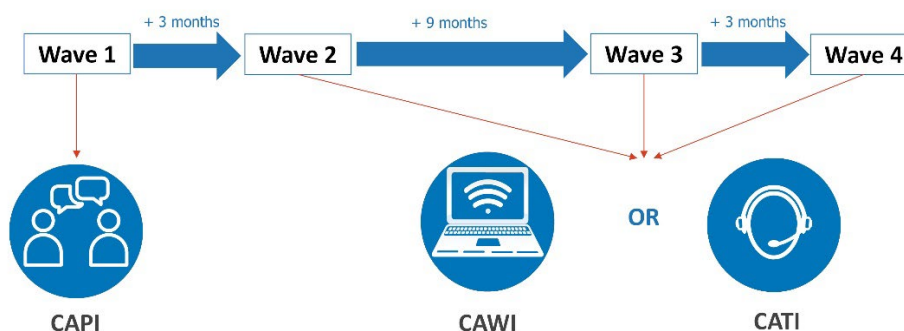 + 3 months
+ 9 months
+ 3 months
Wave 1
Wave 2
Wave 3
Wave 4
OR
CAPI
CAWI
CATI